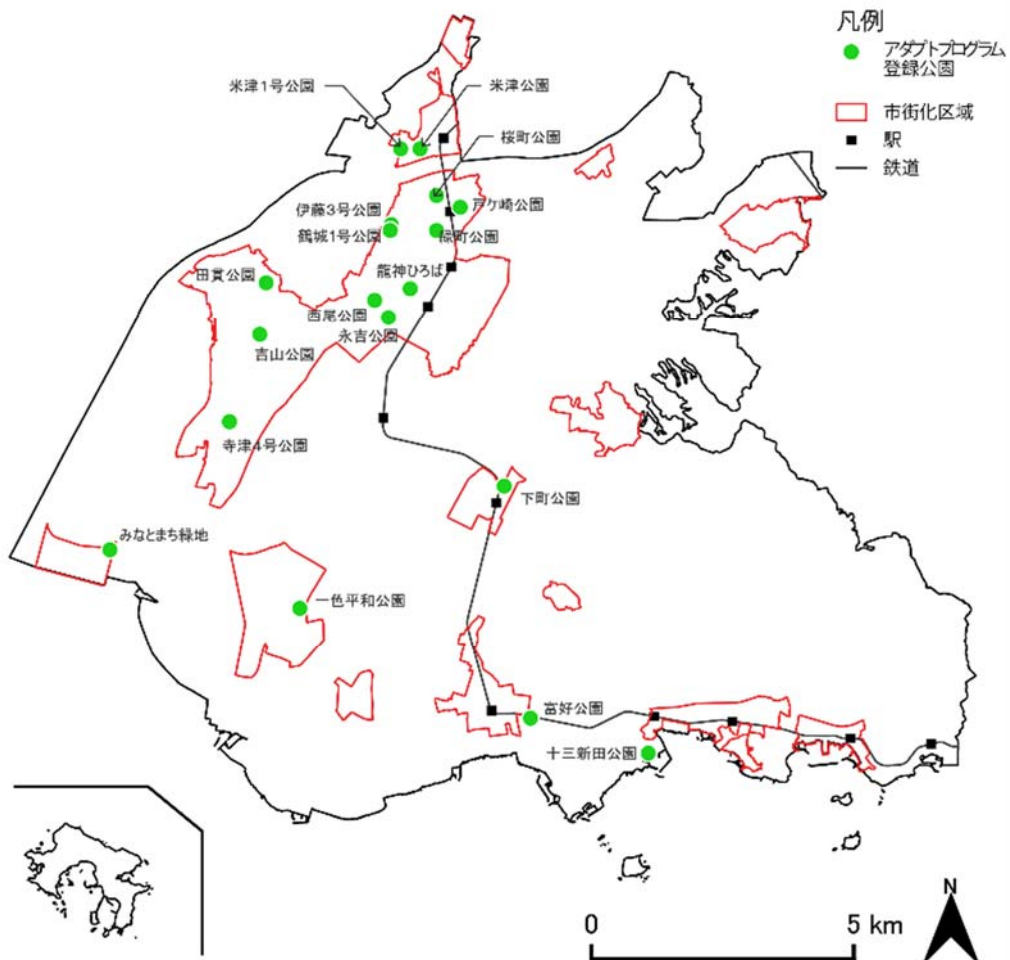 凡例
アダプトプログラム
登録公園
市街化区域
駅
鉄道
米津1号公園
米津公園
桜町公園
伊藤3号公園
戸ケ崎公園
鶴城1号公園
緑町公園
田貫公園
龍神ひろば
西尾公園
永吉公園
吉山公園
寺津4号公園
下町公園
みなとまち緑地
一色平和公園
富好公園
十三新田公園
N
0
5 km